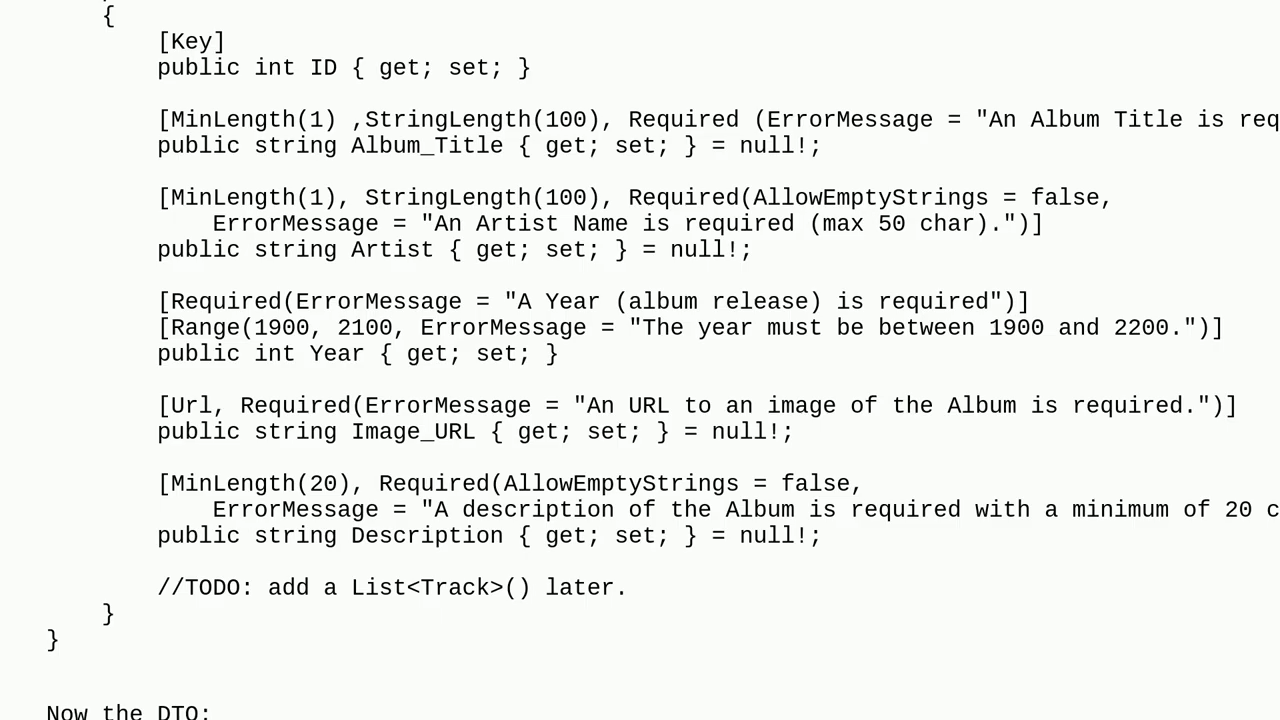 {
[Key]
public int ID { get; set; }
[MinLength(1) ,StringLength(100), Required (ErrorMessage = "An Album Title is req
public string Album_Title { get; set; } = null!;
[MinLength(1), StringLength(100), Required(AllowEmptyStrings = false,
ErrorMessage = "An Artist Name is required (max 50 char).")]
public string Artist { get; set; } = null!;
[Required(ErrorMessage = "A Year (album release) is required")]
[Range(1900, 2100, ErrorMessage = "The year must be between 1900 and 2200.")]
public int Year { get; set; }
[Url, Required(ErrorMessage = "An URL to an image of the Album is required.")]
public string Image_URL { get; set; } = null!;
[MinLength(20), Required(AllowEmptyStrings = false,
ErrorMessage = "A description of the Album is required with a minimum of 20 c
public string Description { get; set; } = null!;
//TODO: add a List<Track>() later.
}
}
Now the DTO: